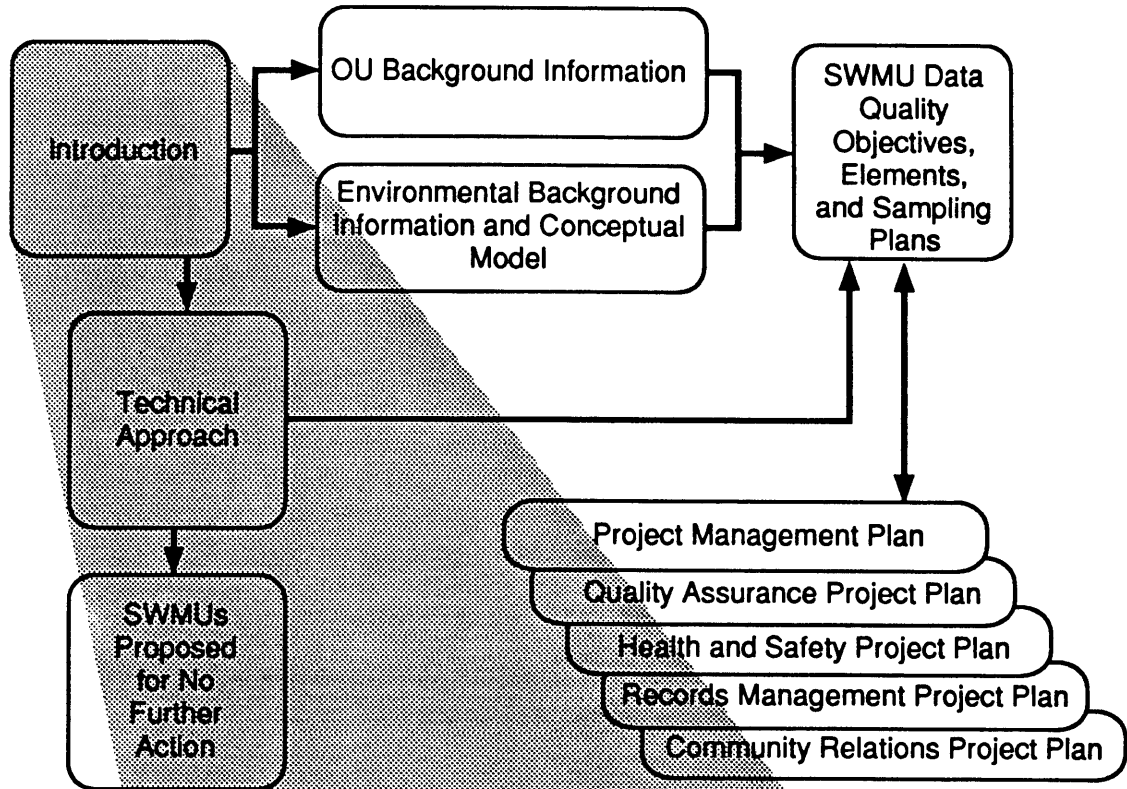 Introduction
OU Background Information
Environmental Background
Information and Conceptual
Model
SWMU Data
Quality
Objectives,
Elements,
and Sampling
Plans
Technical
Approach
SWMUs
Proposed
for No
Further
Action
Project Management Plan
Quality Assurance Project Plan
Health and Safety Project Plan
Records Management Project Plan
Community Relations Project Plan